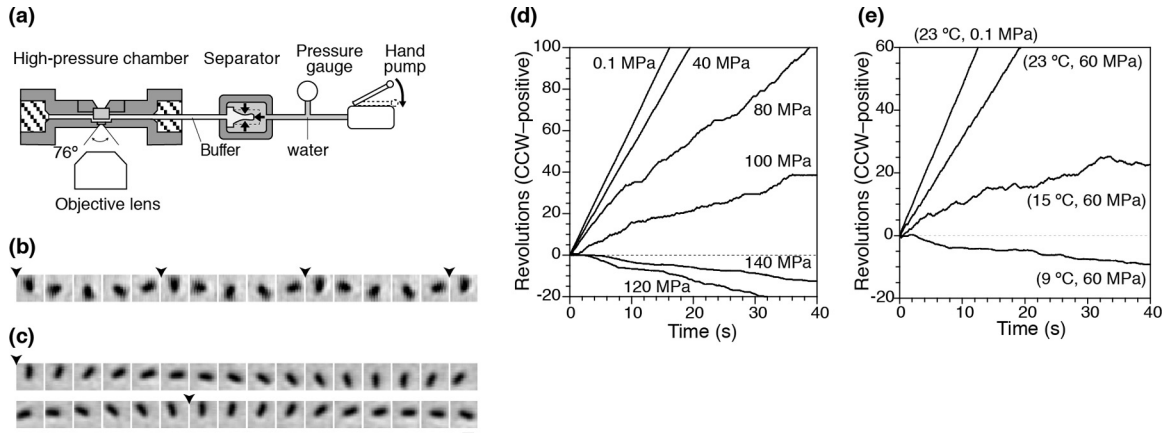 (a)
High-pressure chamber
Separator
Pressure
gauge
Hand
pump
76º
Buffer
water
Objective lens
(b)
(c)
(d)
Revolutions (CCW–positive)
100
80
60
40
20
0
-20
0.1 MPa
40 MPa
80 MPa
100 MPa
140 MPa
120 MPa
0
10
20
30
40
Time (s)
(e)
Revolutions (CCW–positive)
60
40
20
0
-20
(23 ºC, 0.1 MPa)
(23 ºC, 60 MPa)
(15 ºC, 60 MPa)
(9 ºC, 60 MPa)
0
10
20
30
40
Time (s)